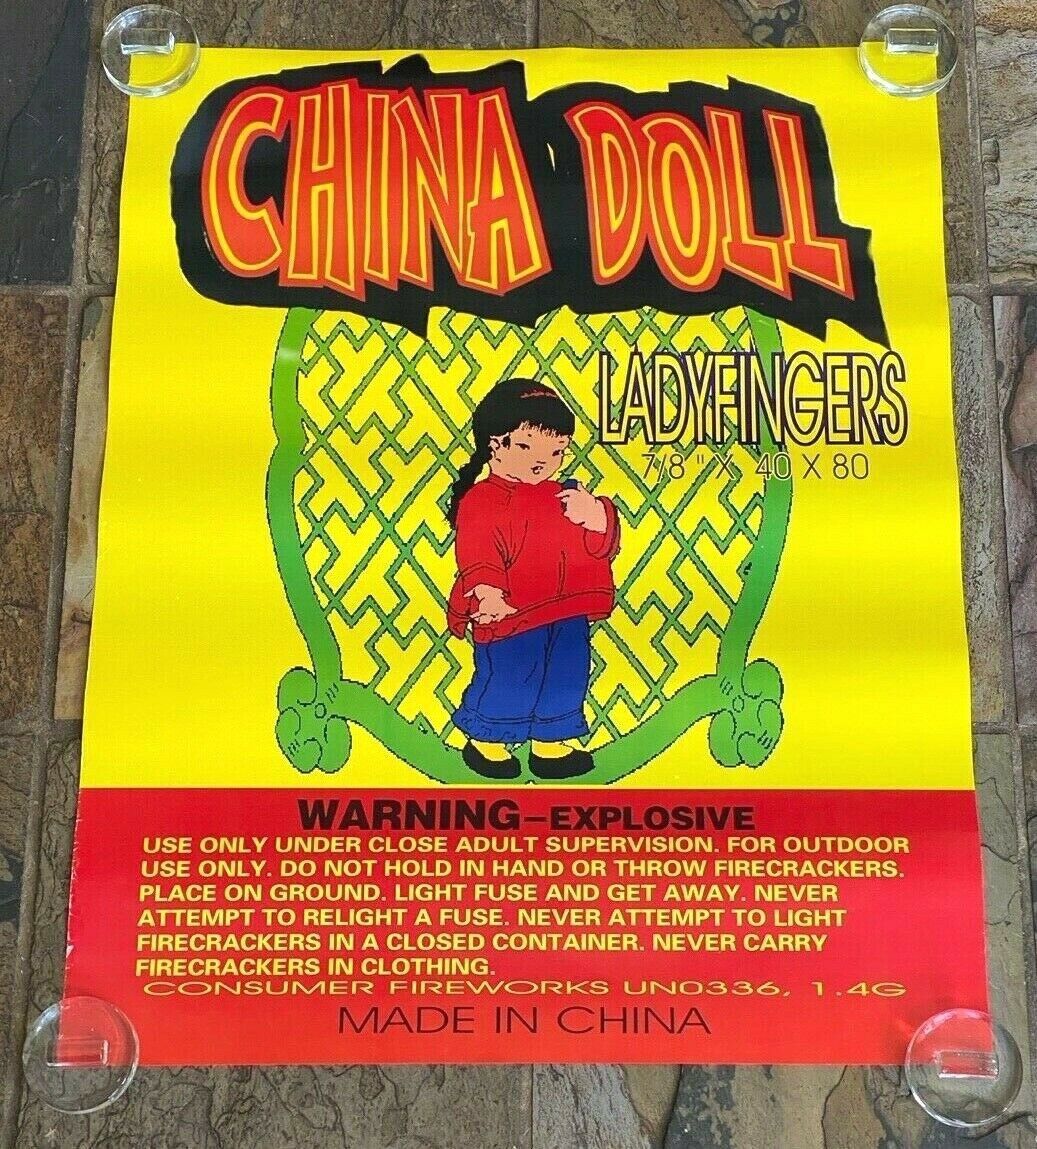 CHINA DOLL
LADYFINGERS
7/8 " X 40 X 80
WARNING–EXPLOSIVE
USE ONLY UNDER CLOSE ADULT SUPERVISION. FOR OUTDOOR
USE ONLY. DO NOT HOLD IN HAND OR THROW FIRECRACKERS.
PLACE ON GROUND. LIGHT FUSE AND GET AWAY. NEVER
ATTEMPT TO RELIGHT A FUSE. NEVER ATTEMPT TO LIGHT
FIRECRACKERS IN A CLOSED CONTAINER. NEVER CARRY
FIRECRACKERS IN CLOTHING.
CONSUMER FIREWORKS UN0336, 1.4G
MADE IN CHINA